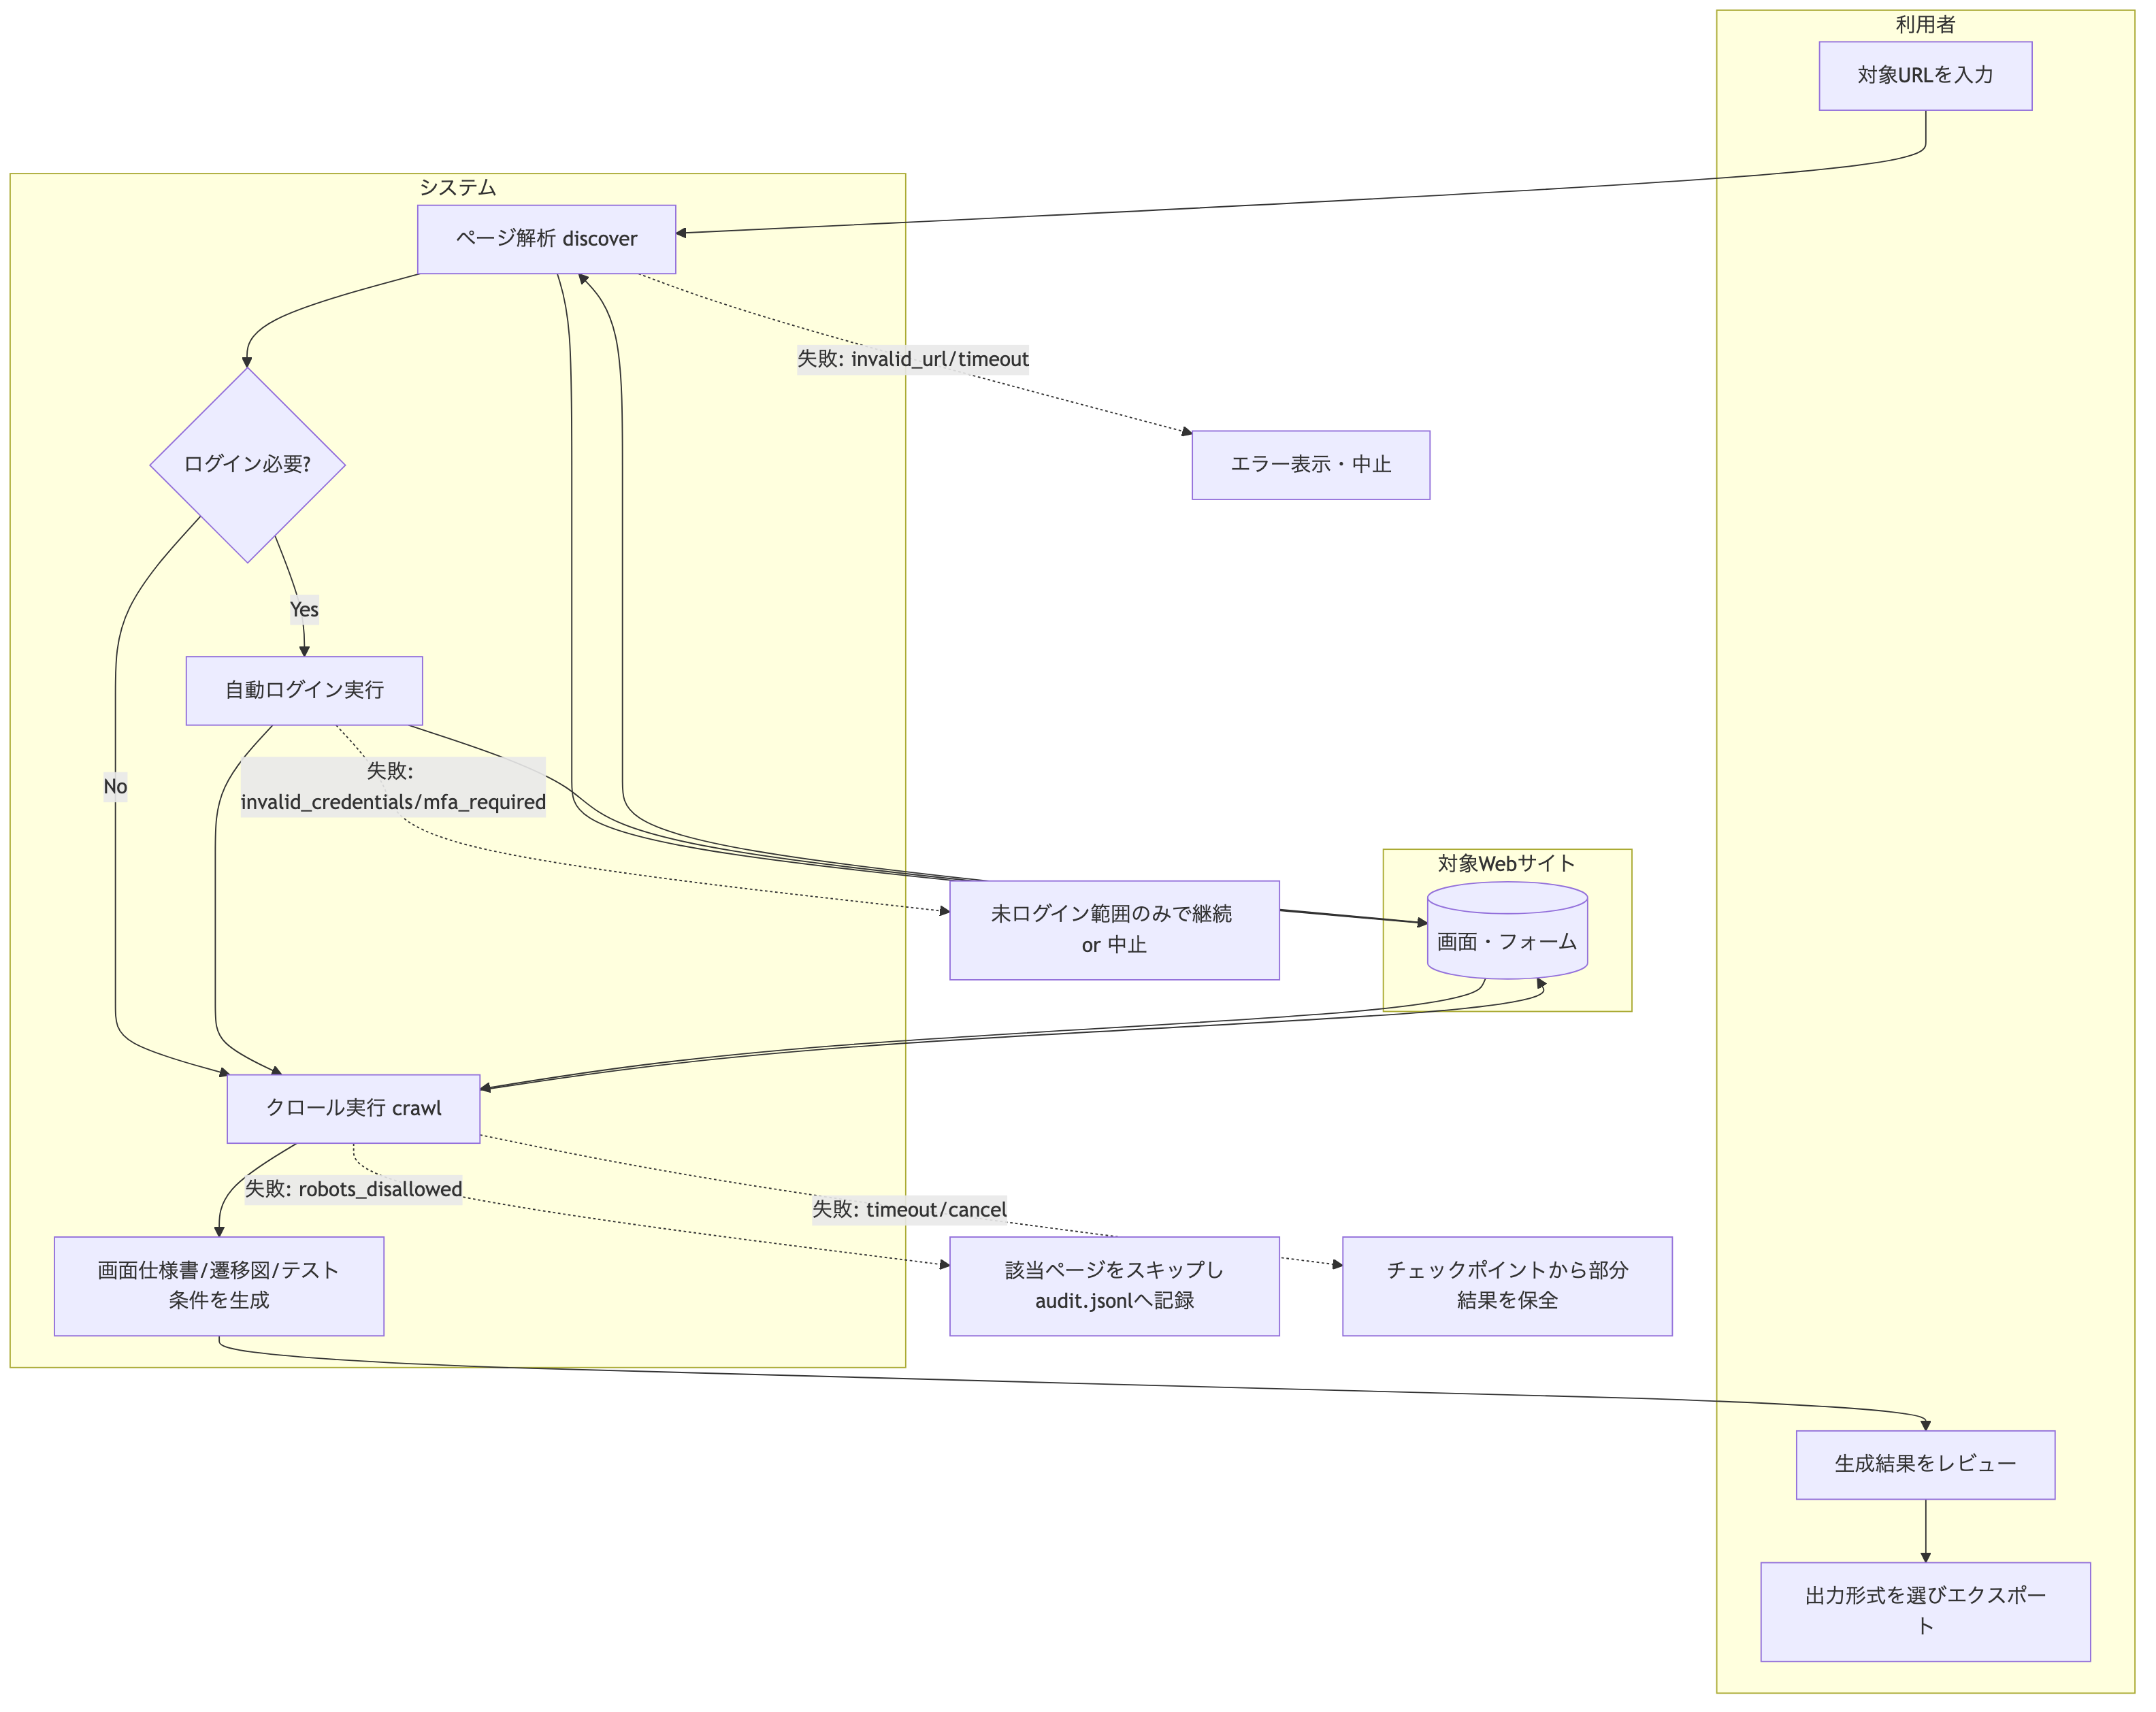 利用者
対象URLを入力
システム
ページ解析 discover
失敗: invalid_url/timeout
エラー表示・中止
ログイン必要?
Yes
自動ログイン実行
No
失敗:
invalid_credentials/mfa_required
未ログイン範囲のみで継続
or 中止
対象Webサイト
画面・フォーム
クロール実行 crawl
失敗: robots_disallowed
失敗: timeout/cancel
画面仕様書/遷移図/テスト
条件を生成
該当ページをスキップし
audit.jsonlへ記録
チェックポイントから部分
結果を保全
生成結果をレビュー
出力形式を選びエクスポー
ト